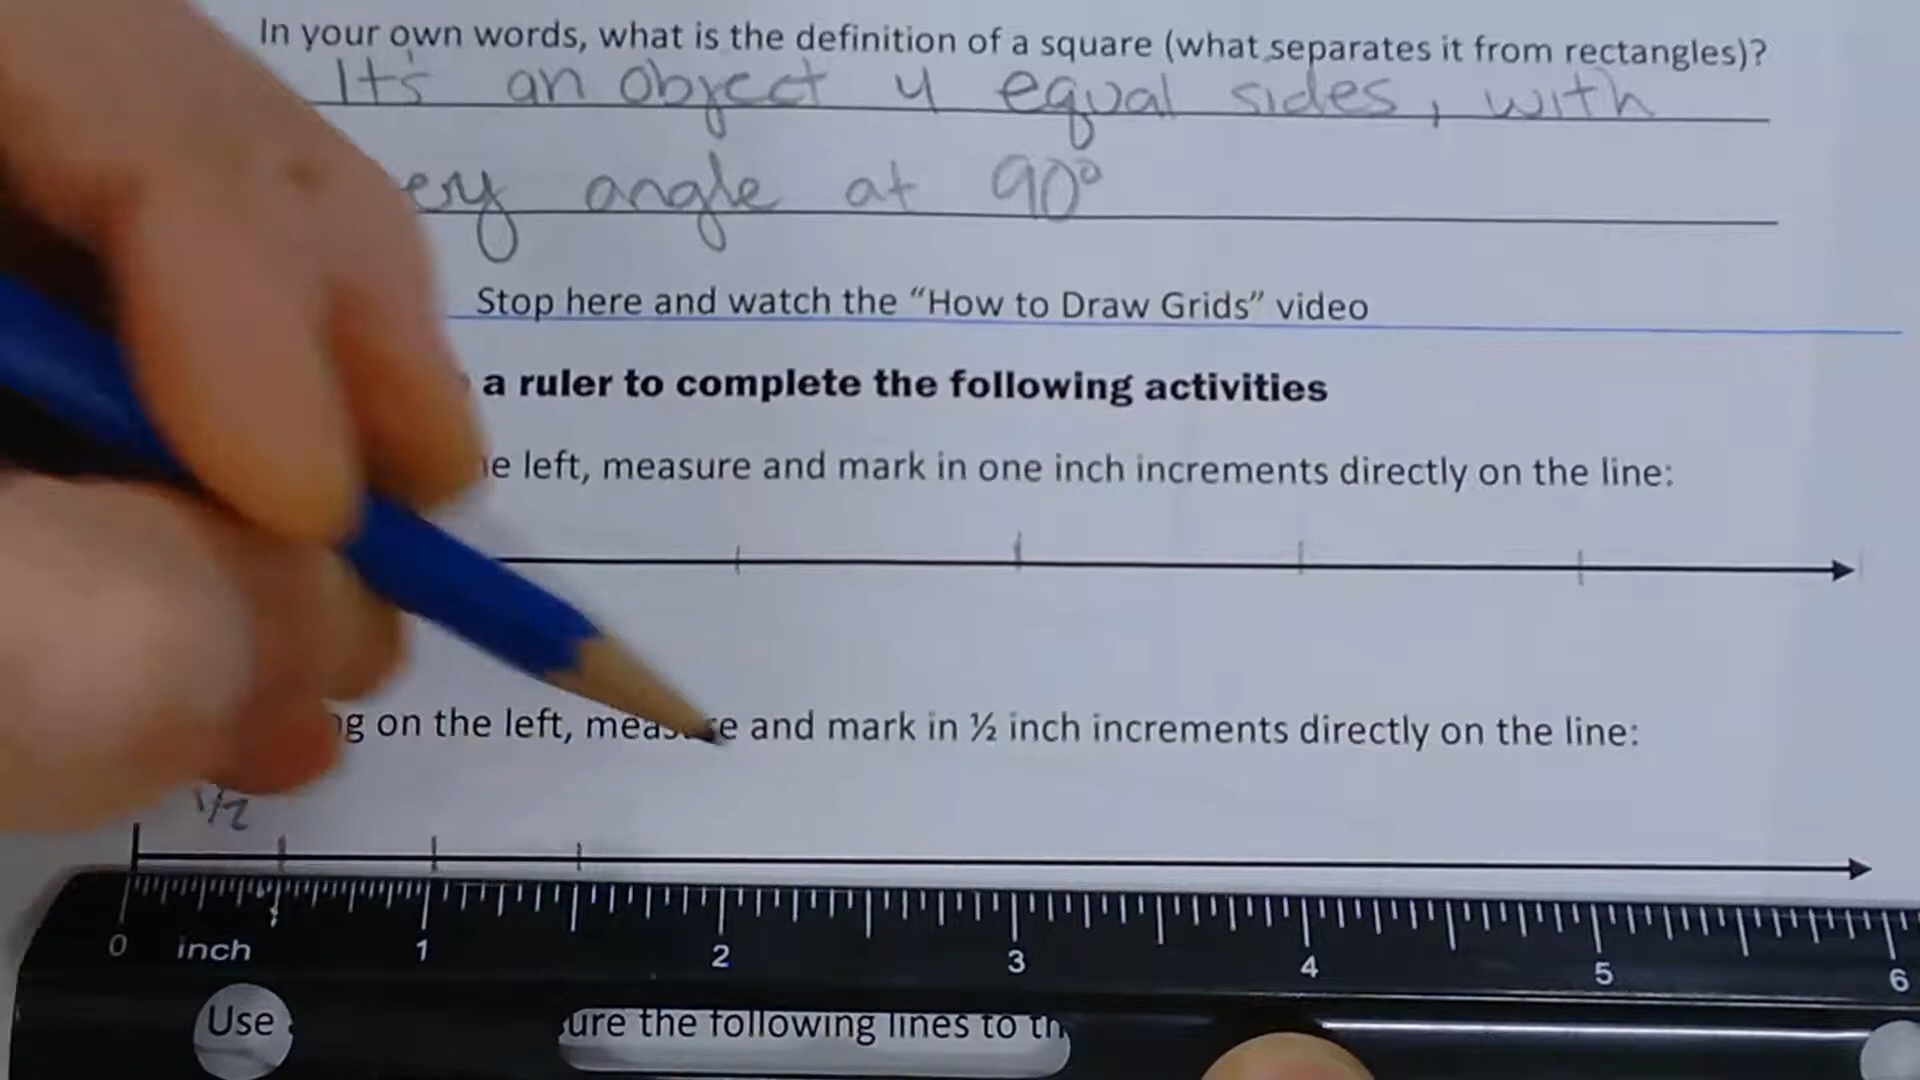 In your own words, what is the definition of a square (what separates it from rectangles)?
It's an object 4 equal sides, with
angle at 90°
Stop here and watch the “How to Draw Grids” video
a ruler to complete the following activities
left, measure and mark in one inch increments directly on the line:
on the left, measure and mark in ½ inch increments directly on the line:
1/2
0 inch 1 2 3 4 5 6
Use the following lines to